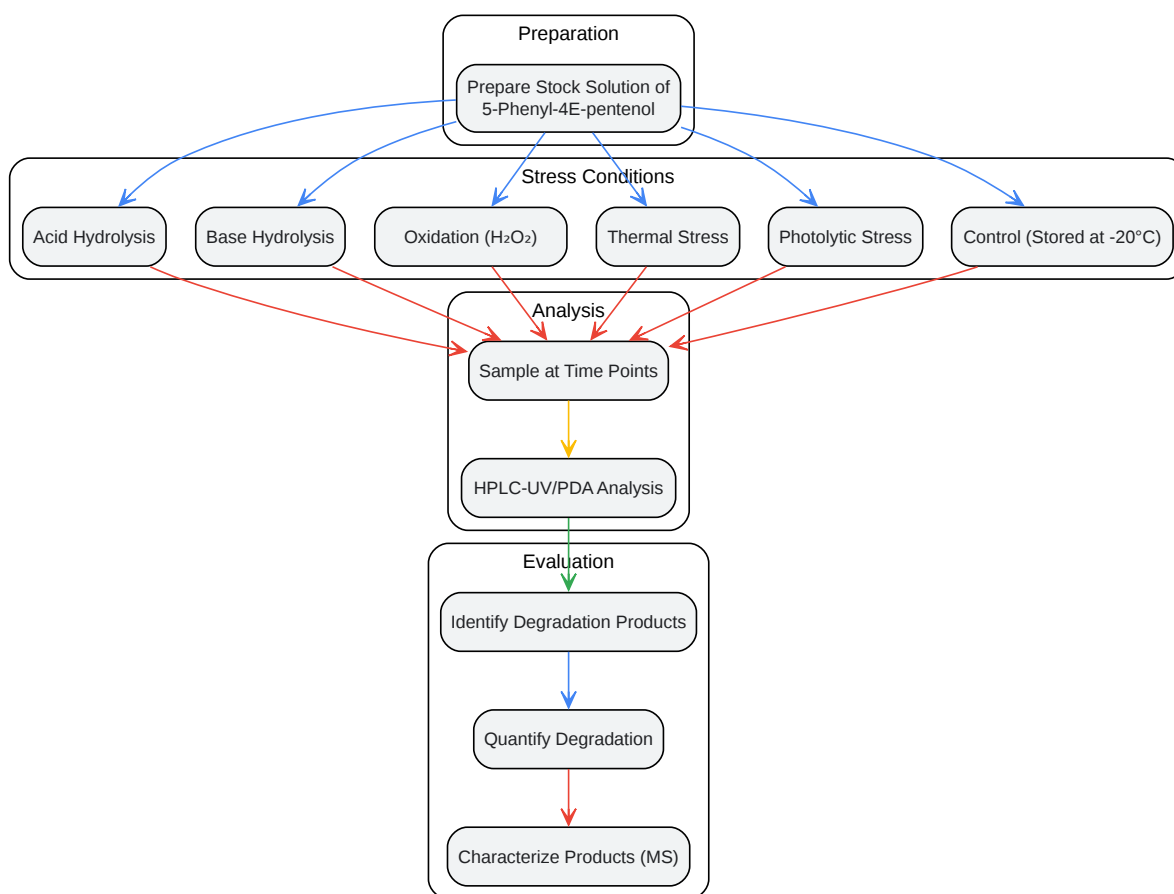 Preparation
Prepare Stock Solution of
5-Phenyl-4E-pentenol
Stress Conditions
Acid Hydrolysis
Base Hydrolysis
Oxidation (H₂O₂)
Thermal Stress
Photolytic Stress
Control (Stored at -20°C)
Analysis
Sample at Time Points
HPLC-UV/PDA Analysis
Evaluation
Identify Degradation Products
Quantify Degradation
Characterize Products (MS)